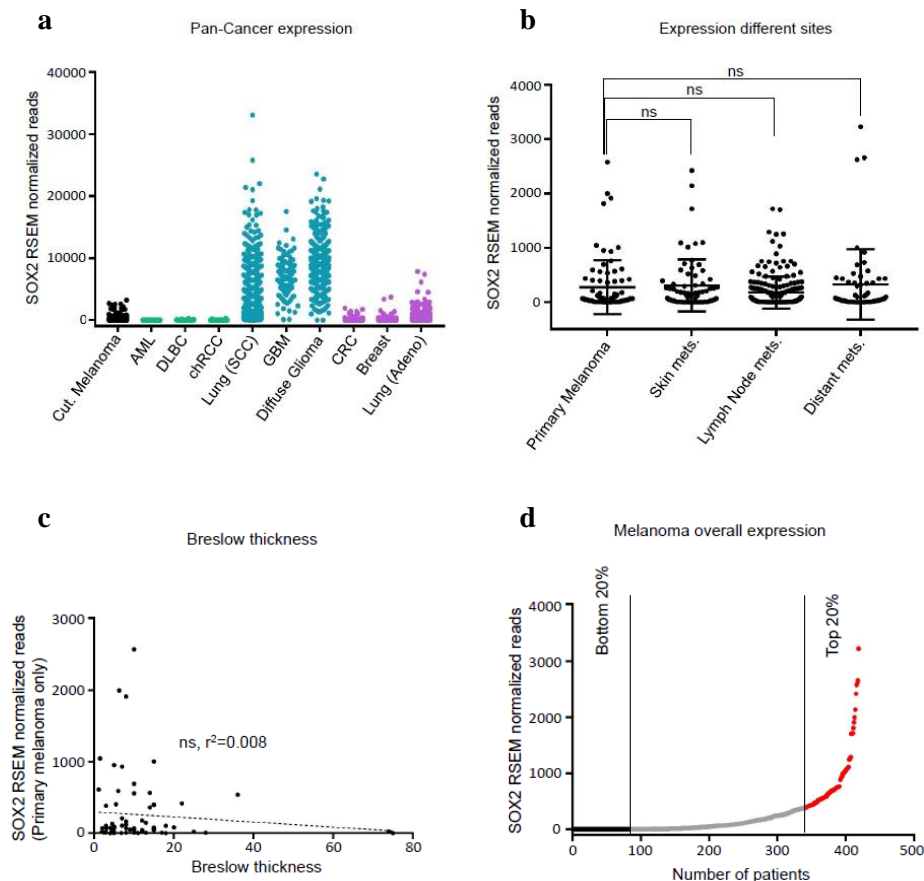 a
Pan-Cancer expression
SOX2 RSEM normalized reads
40000
30000
20000
10000
0
Cut. Melanoma
AML
DLBC
chRCC
Lung (SCC)
GBM
Diffuse Glioma
CRC
Breast
Lung (Adeno)
b
Expression different sites
SOX2 RSEM normalized reads
4000
3000
2000
1000
0
ns
ns
ns
Primary Melanoma
Skin mets.
Lymph Node mets.
Distant mets.
c
Breslow thickness
SOX2 RSEM normalized reads
(Primary melanoma only)
3000
2000
1000
0
ns, r²=0.008
0 20 40 60 80
Breslow thickness
d
Melanoma overall expression
SOX2 RSEM normalized reads
4000
3000
2000
1000
0
Bottom 20%
Top 20%
0 100 200 300 400 500
Number of patients